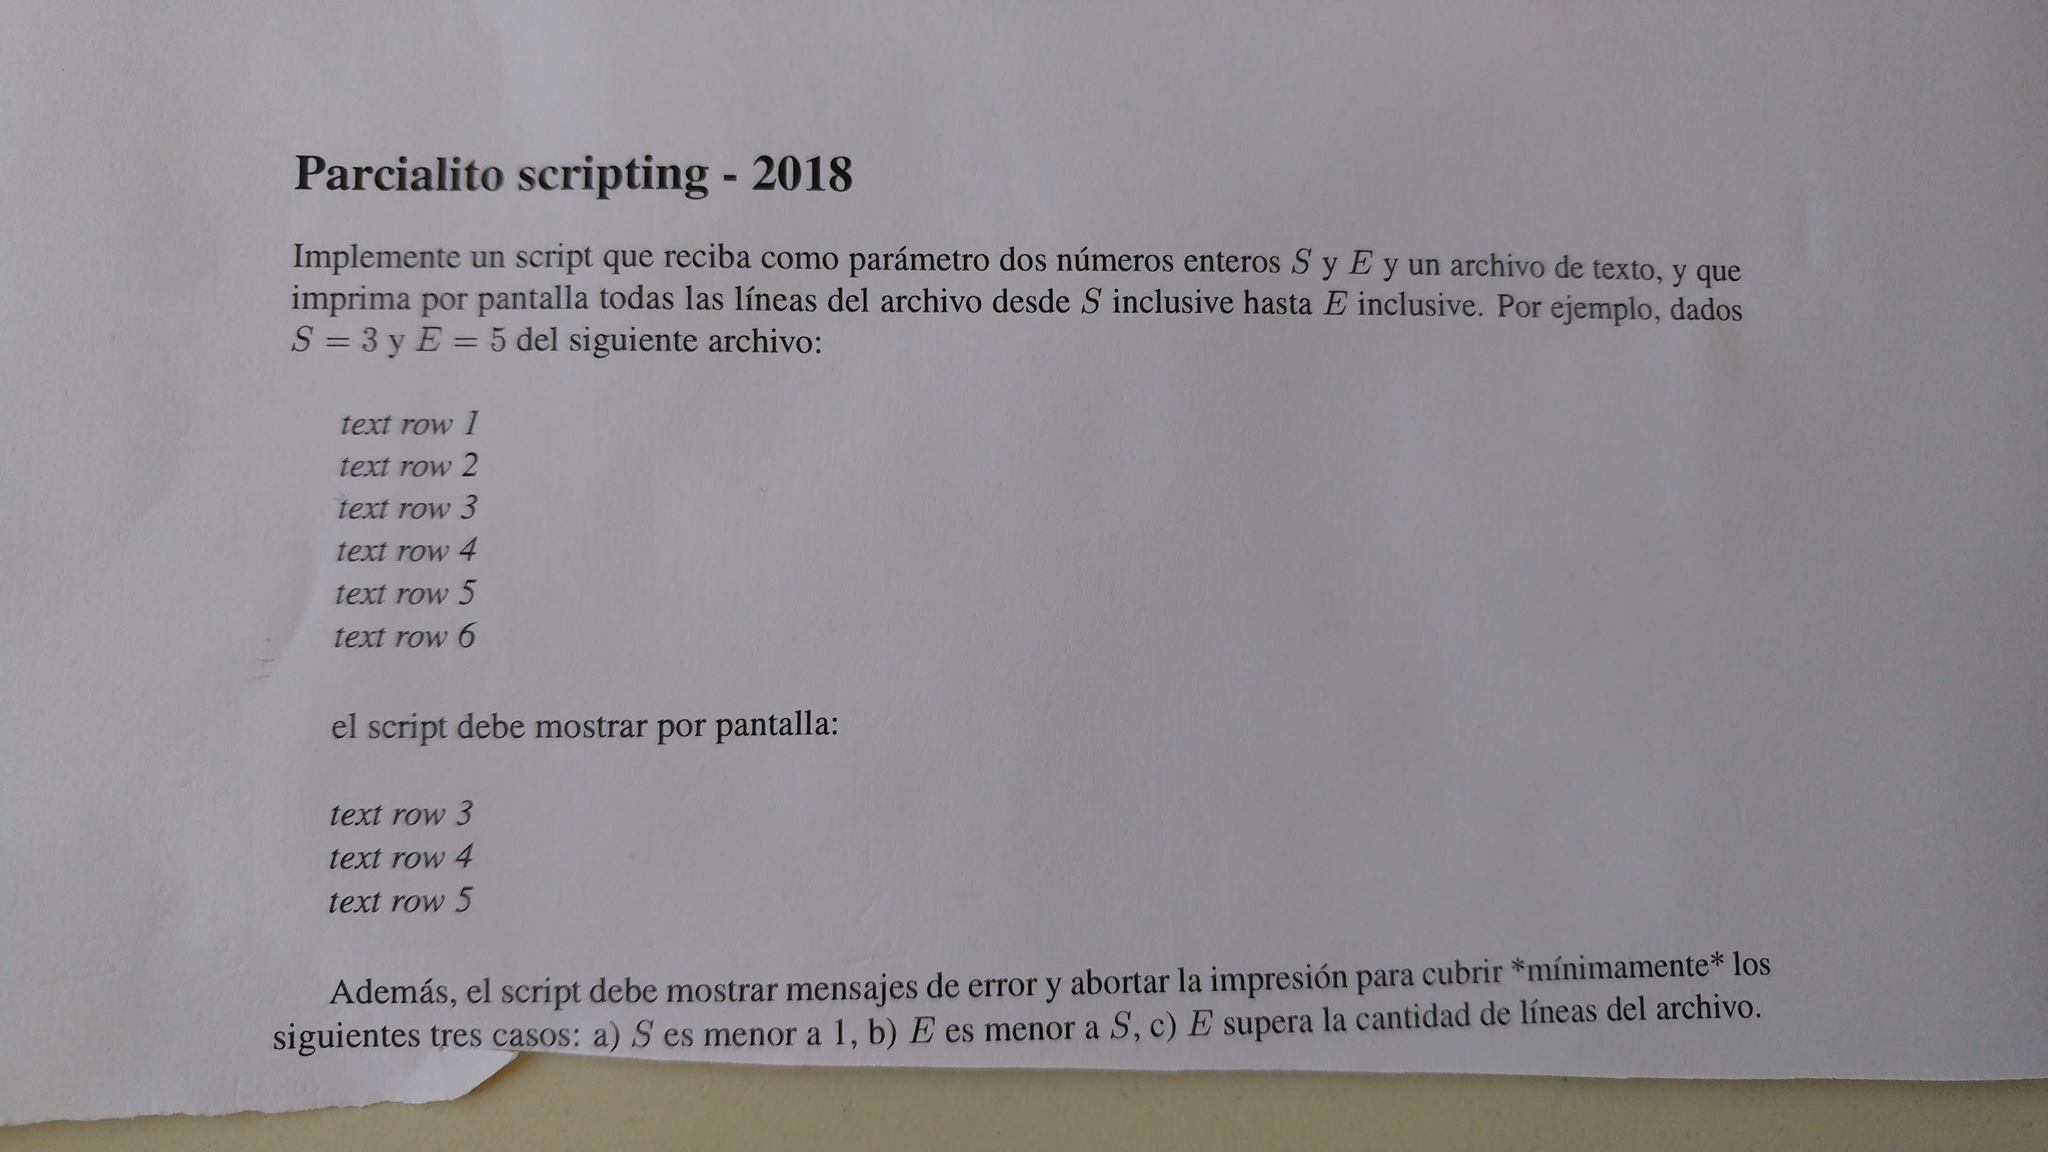 Parcialito scripting - 2018
Implemente un script que reciba como parámetro dos números enteros S y E y un archivo de texto, y que
imprima por pantalla todas las líneas del archivo desde S inclusive hasta E inclusive. Por ejemplo, dados
S = 3 y E = 5 del siguiente archivo:
text row 1
text row 2
text row 3
text row 4
text row 5
text row 6
el script debe mostrar por pantalla:
text row 3
text row 4
text row 5
Además, el script debe mostrar mensajes de error y abortar la impresión para cubrir *mínimamente* los
siguientes tres casos: a) S es menor a 1, b) E es menor a S, c) E supera la cantidad de líneas del archivo.